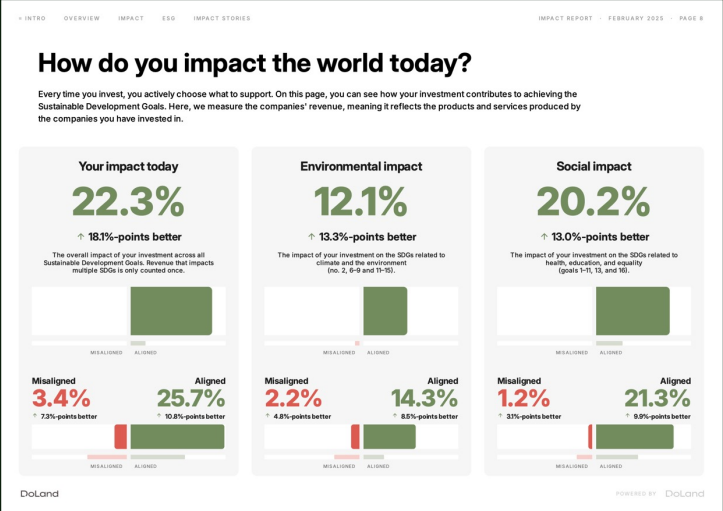 < INTRO OVERVIEW IMPACT ESG IMPACT STORIES
IMPACT REPORT · FEBRUARY 2025 · PAGE 8
How do you impact the world today?
Every time you invest, you actively choose what to support. On this page, you can see how your investment contributes to achieving the
Sustainable Development Goals. Here, we measure the companies' revenue, meaning it reflects the products and services produced by
the companies you have invested in.
Your impact today
22.3%
↑ 18.1%-points better
The overall impact of your investment across all
Sustainable Development Goals. Revenue that impacts
multiple SDGs is only counted once.
MISALIGNED ALIGNED
Misaligned Aligned
3.4% 25.7%
↑ 7.3%-points better ↑ 10.8%-points better
MISALIGNED ALIGNED
Environmental impact
12.1%
↑ 13.3%-points better
The impact of your investment on the SDGs related to
climate and the environment
(no. 2, 6–9 and 11–15).
MISALIGNED ALIGNED
Misaligned Aligned
2.2% 14.3%
↑ 4.8%-points better ↑ 8.5%-points better
MISALIGNED ALIGNED
Social impact
20.2%
↑ 13.0%-points better
The impact of your investment on the SDGs related to
health, education, and equality
(goals 1–11, 13, and 16).
MISALIGNED ALIGNED
Misaligned Aligned
1.2% 21.3%
↑ 3.1%-points better ↑ 9.9%-points better
MISALIGNED ALIGNED
DoLand
POWERED BY DoLand